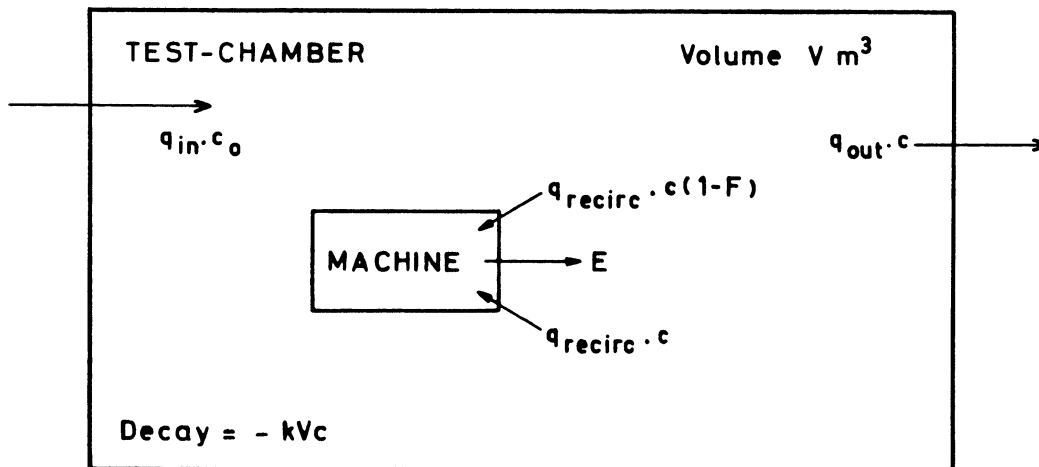 TEST-CHAMBER
Volume V m³
q_in.c_o
q_out.c
q_recirc.c(1-F)
MACHINE
E
q_recirc.c
Decay = - kVc